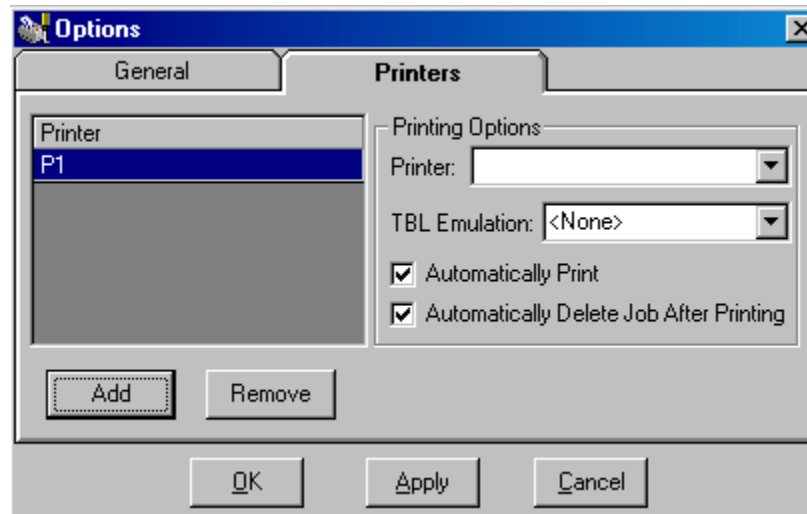 Options
General
Printers
Printer
P1
Printing Options
Printer:
TBL Emulation: <None>
Automatically Print
Automatically Delete Job After Printing
Add
Remove
OK
Apply
Cancel